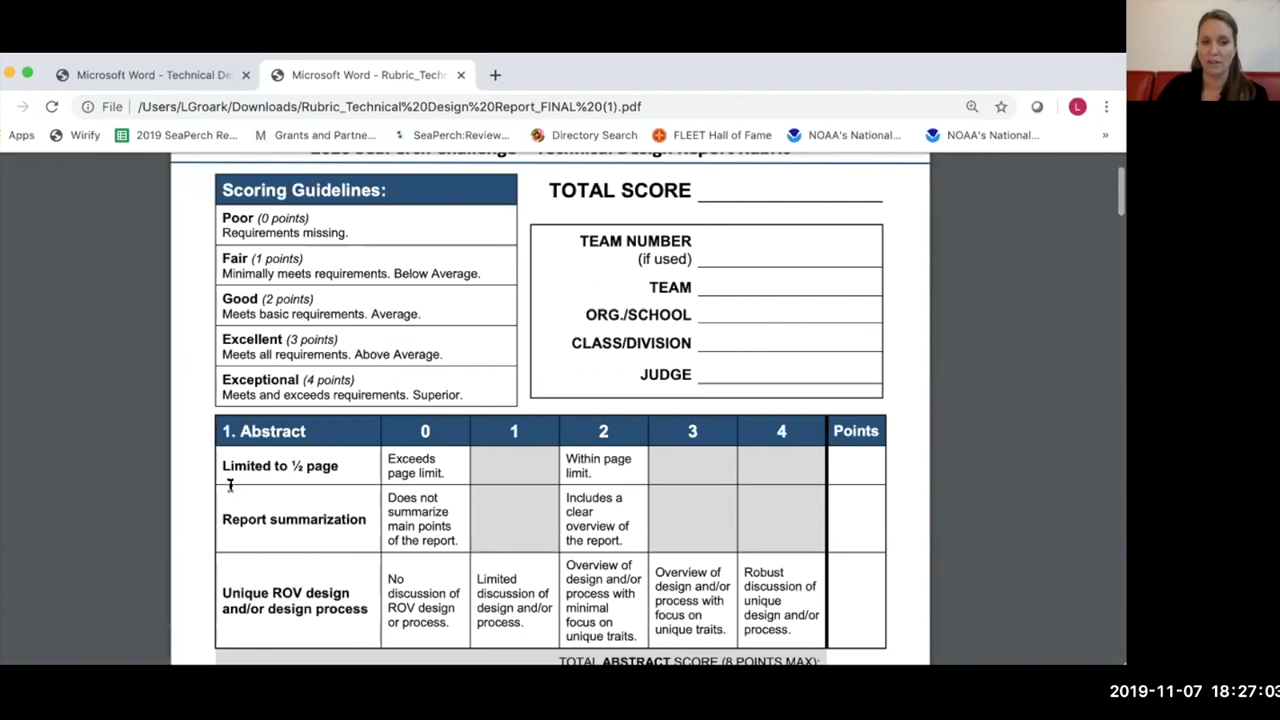 Microsoft Word - Technical De
Microsoft Word - Rubric_Techn
File /Users/LGroark/Downloads/Rubric_Technical%20Design%20Report_FINAL%20(1).pdf
L
Apps Wirify 2019 SeaPerch Re... Grants and Partne... SeaPerch:Review... Directory Search FLEET Hall of Fame NOAA's National... NOAA's National... »
Scoring Guidelines:
Poor (0 points)
Requirements missing.
Fair (1 points)
Minimally meets requirements. Below Average.
Good (2 points)
Meets basic requirements. Average.
Excellent (3 points)
Meets all requirements. Above Average.
Exceptional (4 points)
Meets and exceeds requirements. Superior.
TOTAL SCORE
TEAM NUMBER
(if used)
TEAM
ORG./SCHOOL
CLASS/DIVISION
JUDGE
1. Abstract 0 1 2 3 4 Points
Limited to ½ page
Exceeds
page limit.
Within page
limit.
Report summarization
Does not
summarize
main points
of the report.
Includes a
clear
overview of
the report.
Unique ROV design
and/or design process
No
discussion of
ROV design
or process.
Limited
discussion of
design and/or
process.
Overview of
design and/or
process with
minimal
focus on
unique traits.
Overview of
design and/or
process with
focus on
unique traits.
Robust
discussion of
unique
design and/or
process.
TOTAL ABSTRACT SCORE (8 POINTS MAX):
2019-11-07 18:27:03